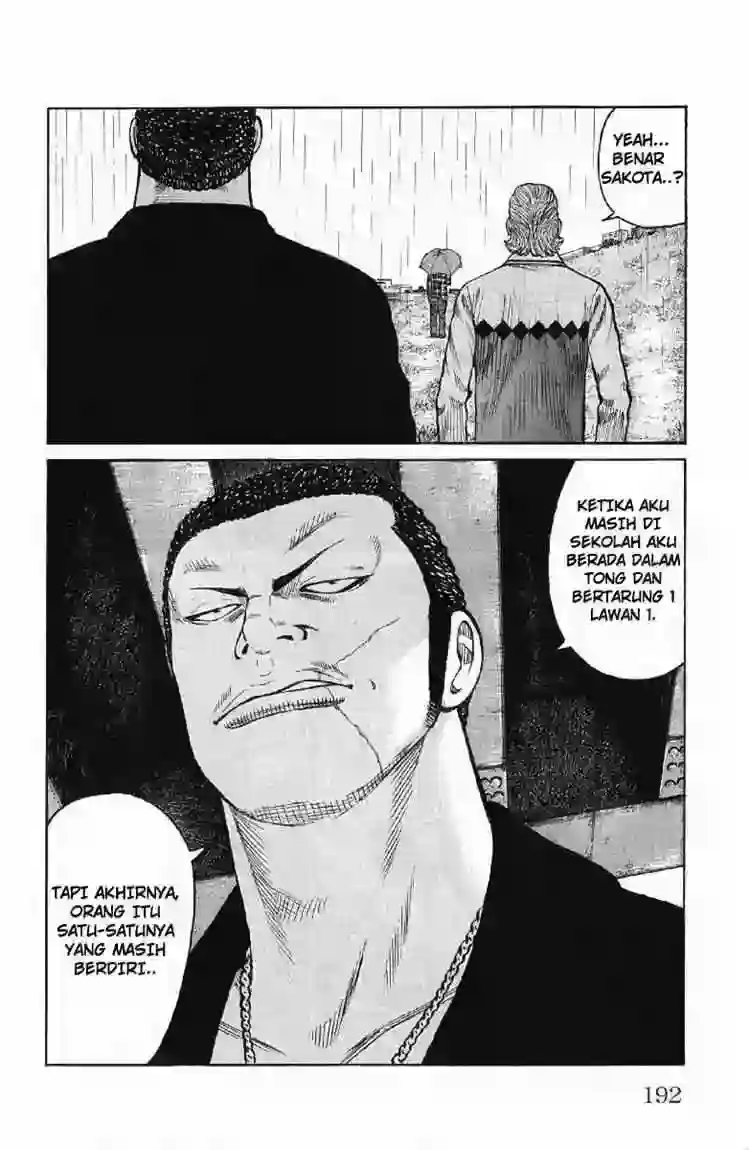 YEAH...
BENAR
SAKOTA..?
KETIKA AKU
MASIH DI
SEKOLAH AKU
BERADA DALAM
TONG DAN
BERTARUNG 1
LAWAN 1.
TAPI AKHIRNYA,
ORANG ITU
SATU-SATUNYA
YANG MASIH
BERDIRI..
192